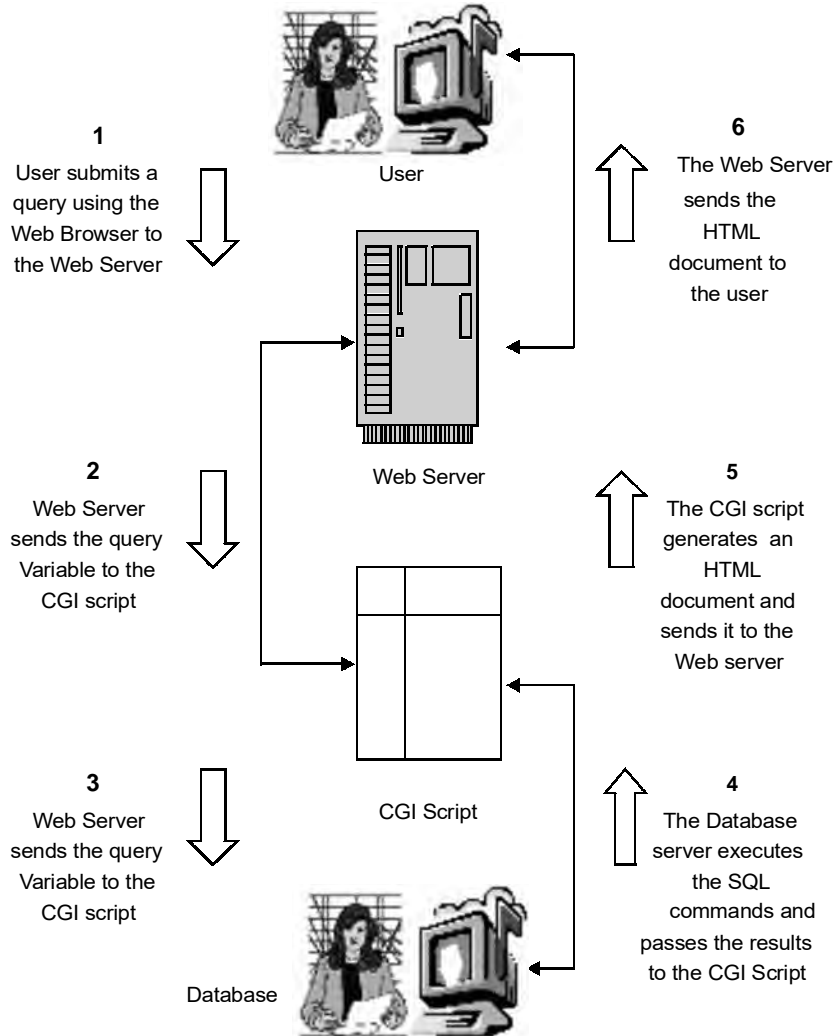 1
User submits a
query using the
Web Browser to
the Web Server
User
6
The Web Server
sends the
HTML
document to
the user
Web Server
2
Web Server
sends the query
Variable to the
CGI script
5
The CGI script
generates an
HTML
document and
sends it to the
Web server
CGI Script
3
Web Server
sends the query
Variable to the
CGI script
4
The Database
server executes
the SQL
commands and
passes the results
to the CGI Script
Database